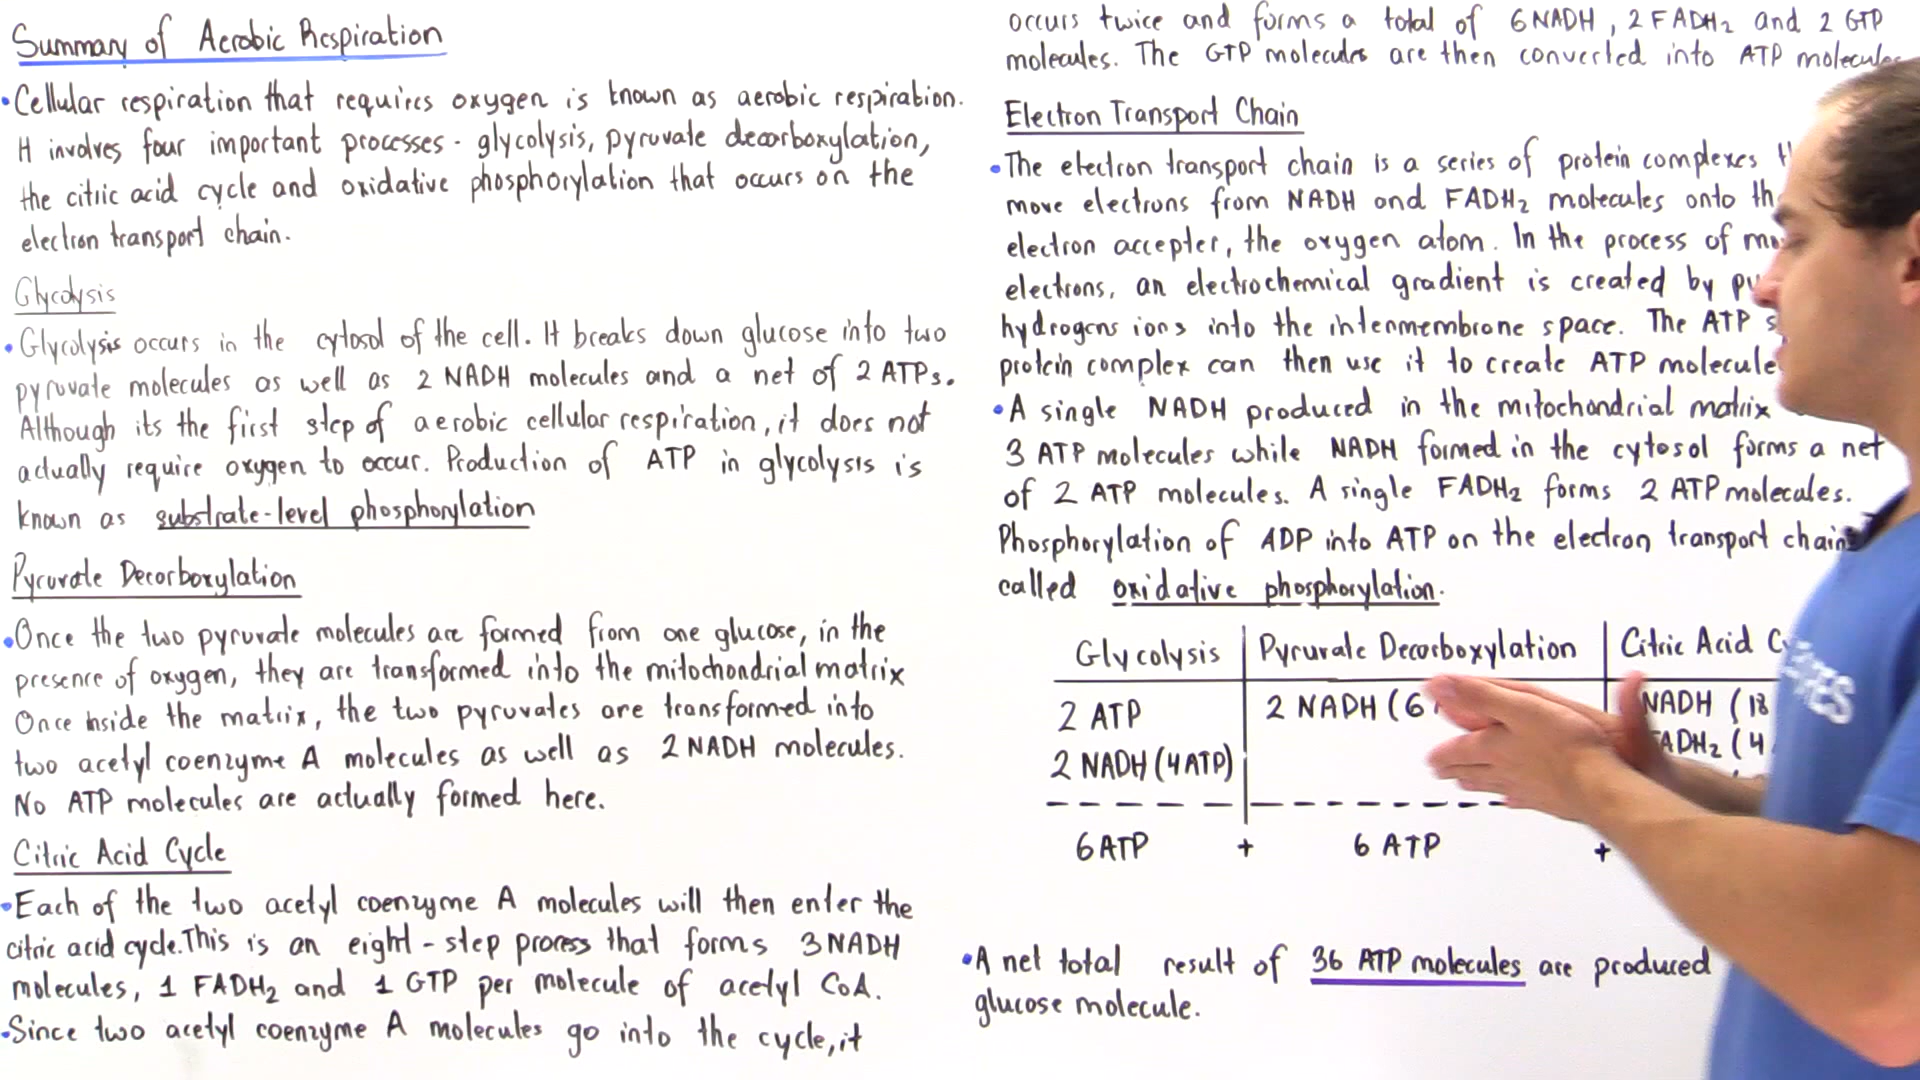 Summary of Aerobic Respiration
•Cellular respiration that requires oxygen is known as aerobic respiration.
It involves four important processes - glycolysis, pyruvate decarboxylation,
the citric acid cycle and oxidative phosphorylation that occurs on the
electron transport chain.
Glycolysis
•Glycolysis occurs in the cytosol of the cell. It breaks down glucose into two
pyruvate molecules as well as 2 NADH molecules and a net of 2 ATPs.
Although its the first step of aerobic cellular respiration, it does not
actually require oxygen to occur. Production of ATP in glycolysis is
known as substrate-level phosphorylation
Pyruvate Decarboxylation
•Once the two pyruvate molecules are formed from one glucose, in the
presence of oxygen, they are transformed into the mitochondrial matrix
Once inside the matrix, the two pyruvates are transformed into
two acetyl coenzyme A molecules as well as 2 NADH molecules.
No ATP molecules are actually formed here.
Citric Acid Cycle
•Each of the two acetyl coenzyme A molecules will then enter the
citric acid cycle. This is an eight-step process that forms 3 NADH
molecules, 1 FADH₂ and 1 GTP per molecule of acetyl CoA.
•Since two acetyl coenzyme A molecules go into the cycle, it
occurs twice and forms a total of 6 NADH, 2 FADH₂ and 2 GTP
molecules. The GTP molecules are then converted into ATP molecules
Electron Transport Chain
•The electron transport chain is a series of protein complexes
move electrons from NADH and FADH₂ molecules onto
electron accepter, the oxygen atom. In the process of
electrons, an electrochemical gradient is created by
hydrogens ions into the intermembrane space. The ATP
protein complex can then use it to create ATP molecule
•A single NADH produced in the mitochondrial matrix
3 ATP molecules while NADH formed in the cytosol forms a net
of 2 ATP molecules. A single FADH₂ forms 2 ATP molecules.
Phosphorylation of ADP into ATP on the electron transport chain
called oxidative phosphorylation.
Glycolysis Pyruvate Decarboxylation Citric Acid
2 ATP 2 NADH (6 NADH (18
2 NADH (4ATP) ADH₂ (4
6 ATP + 6 ATP +
•A net total result of 36 ATP molecules are produced
glucose molecule.